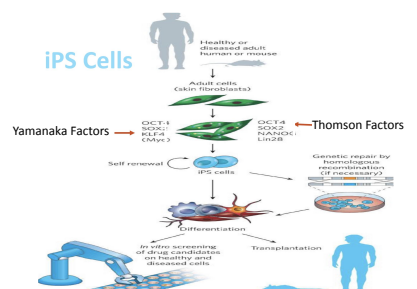 iPS Cells
Healthy or
diseased adult
human or mouse
Adult cells
(skin fibroblasts)
Yamanaka Factors
OCT4
SOX2
KLF4
(Myc)
OCT4
SOX2
NANOG
Lin28
Thomson Factors
Self renewal
iPS cells
Genetic repair by
homologous
recombination
(if necessary)
Differentiation
In vitro screening
of drug candidates
on healthy and
diseased cells
Transplantation